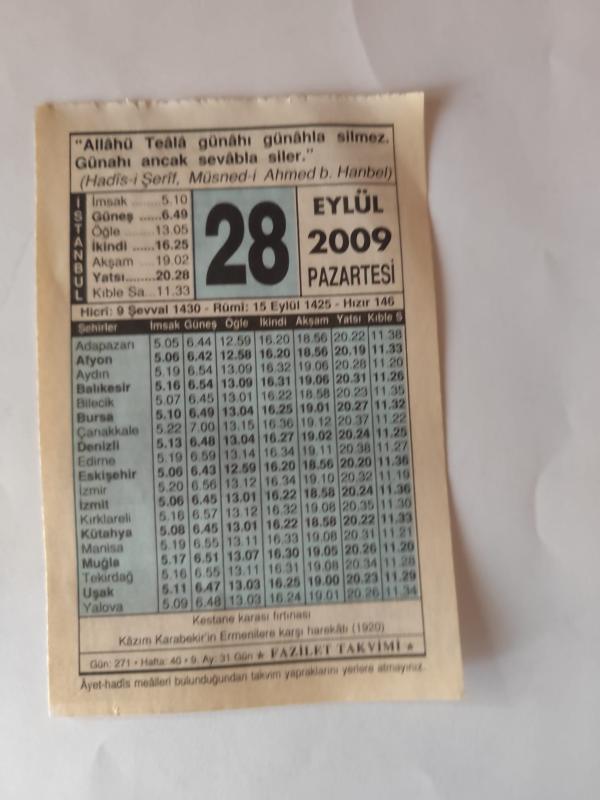 "Allâhü Teâlâ günâhı günâhla silmez.
Günahı ancak sevâbla siler."
(Hadîs-i Şerîf, Müsned-i Ahmed b. Hanbel)
İSTANBUL
İmsak.........5.10
Güneş ......6.49
Öğle .........13.05
İkindi ......16.25
Akşam ......19.02
Yatsı........20.28
Kıble Sa...11.33
28
EYLÜL
2009
PAZARTESİ
Hicrî: 9 Şevval 1430 - Rûmî: 15 Eylül 1425 - Hızır 146
Şehirler İmsak Güneş Öğle İkindi Akşam Yatsı Kıble S
Adapazarı 5.05 6.44 12.59 16.20 18.56 20.22 11.38
Afyon 5.06 6.42 12.58 16.20 18.56 20.19 11.33
Aydın 5.19 6.54 13.09 16.32 19.06 20.28 11.20
Balıkesir 5.16 6.54 13.09 16.31 19.06 20.31 11.26
Bilecik 5.07 6.45 13.01 16.22 18.58 20.23 11.35
Bursa 5.10 6.49 13.04 16.25 19.01 20.27 11.32
Çanakkale 5.22 7.00 13.15 16.36 19.12 20.37 11.22
Denizli 5.13 6.48 13.04 16.27 19.02 20.24 11.25
Edirne 5.19 6.59 13.14 16.34 19.11 20.38 11.27
Eskişehir 5.06 6.43 12.59 16.20 18.56 20.20 11.36
İzmir 5.20 6.56 13.12 16.34 19.10 20.32 11.19
İzmit 5.06 6.45 13.01 16.22 18.58 20.24 11.36
Kırklareli 5.16 6.57 13.12 16.32 19.08 20.35 11.30
Kütahya 5.08 6.45 13.01 16.22 18.58 20.22 11.33
Manisa 5.19 6.55 13.11 16.33 19.08 20.31 11.21
Muğla 5.17 6.51 13.07 16.30 19.05 20.26 11.20
Tekirdağ 5.16 6.55 13.11 16.31 19.08 20.34 11.28
Uşak 5.11 6.47 13.03 16.25 19.00 20.23 11.29
Yalova 5.09 6.48 13.03 16.24 19.01 20.26 11.34
Kestane karası fırtınası
Kâzım Karabekir'in Ermenilere karşı harekâtı (1920)
Gün: 271 • Hafta: 40 • 9. Ay: 31 Gün ★ FAZİLET TAKVİMİ ★
Âyet-hadîs meâlleri bulunduğundan takvim yapraklarını yerlere atmayınız.